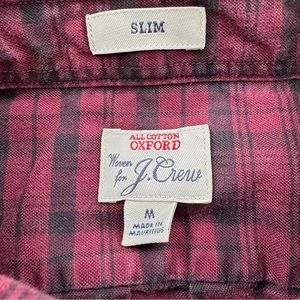 SLIM
ALL COTTON
OXFORD
Woven
for J.Crew
M
MADE IN
MAURITIUS